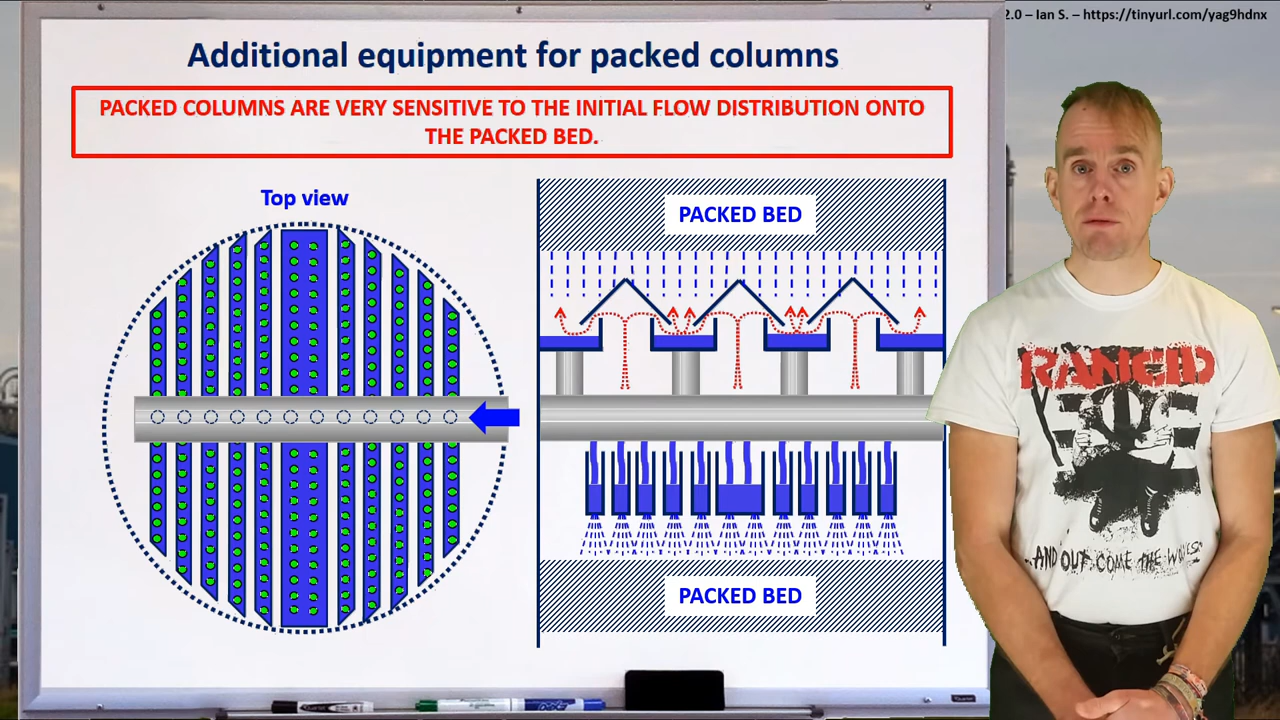 2.0 – Ian S. – https://tinyurl.com/yag9hdnx
Additional equipment for packed columns
PACKED COLUMNS ARE VERY SENSITIVE TO THE INITIAL FLOW DISTRIBUTION ONTO
THE PACKED BED.
Top view
PACKED BED
PACKED BED
RANCID
...AND OUT COME THE